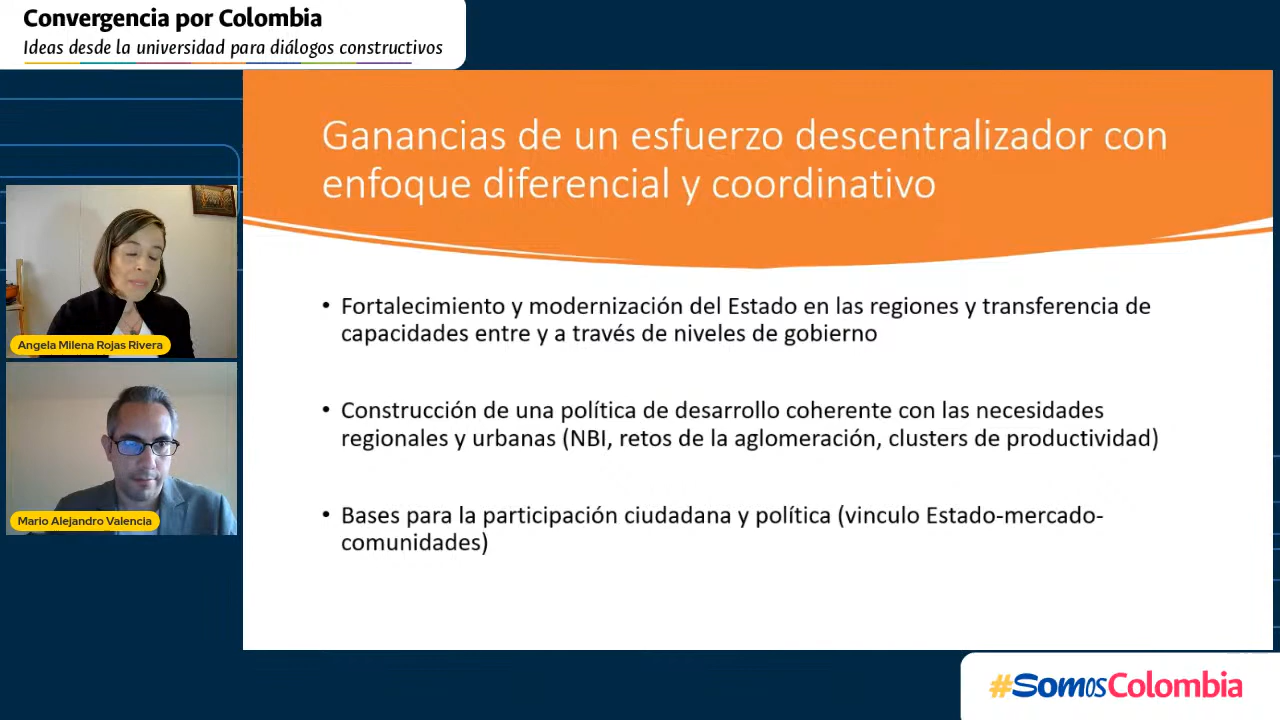 Convergencia por Colombia
Ideas desde la universidad para diálogos constructivos
Ganancias de un esfuerzo descentralizador con
enfoque diferencial y coordinativo
Angela Milena Rojas Rivera
Mario Alejandro Valencia
• Fortalecimiento y modernización del Estado en las regiones y transferencia de
capacidades entre y a través de niveles de gobierno
• Construcción de una política de desarrollo coherente con las necesidades
regionales y urbanas (NBI, retos de la aglomeración, clusters de productividad)
• Bases para la participación ciudadana y política (vinculo Estado-mercado-
comunidades)
#SomosColombia